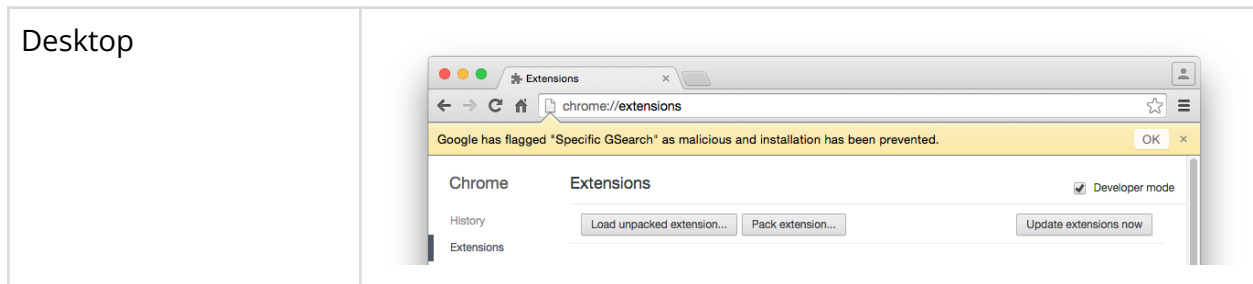 Desktop
Extensions
chrome://extensions
Google has flagged "Specific GSearch" as malicious and installation has been prevented.
OK
Chrome
Extensions
Developer mode
History
Load unpacked extension...
Pack extension...
Update extensions now
Extensions